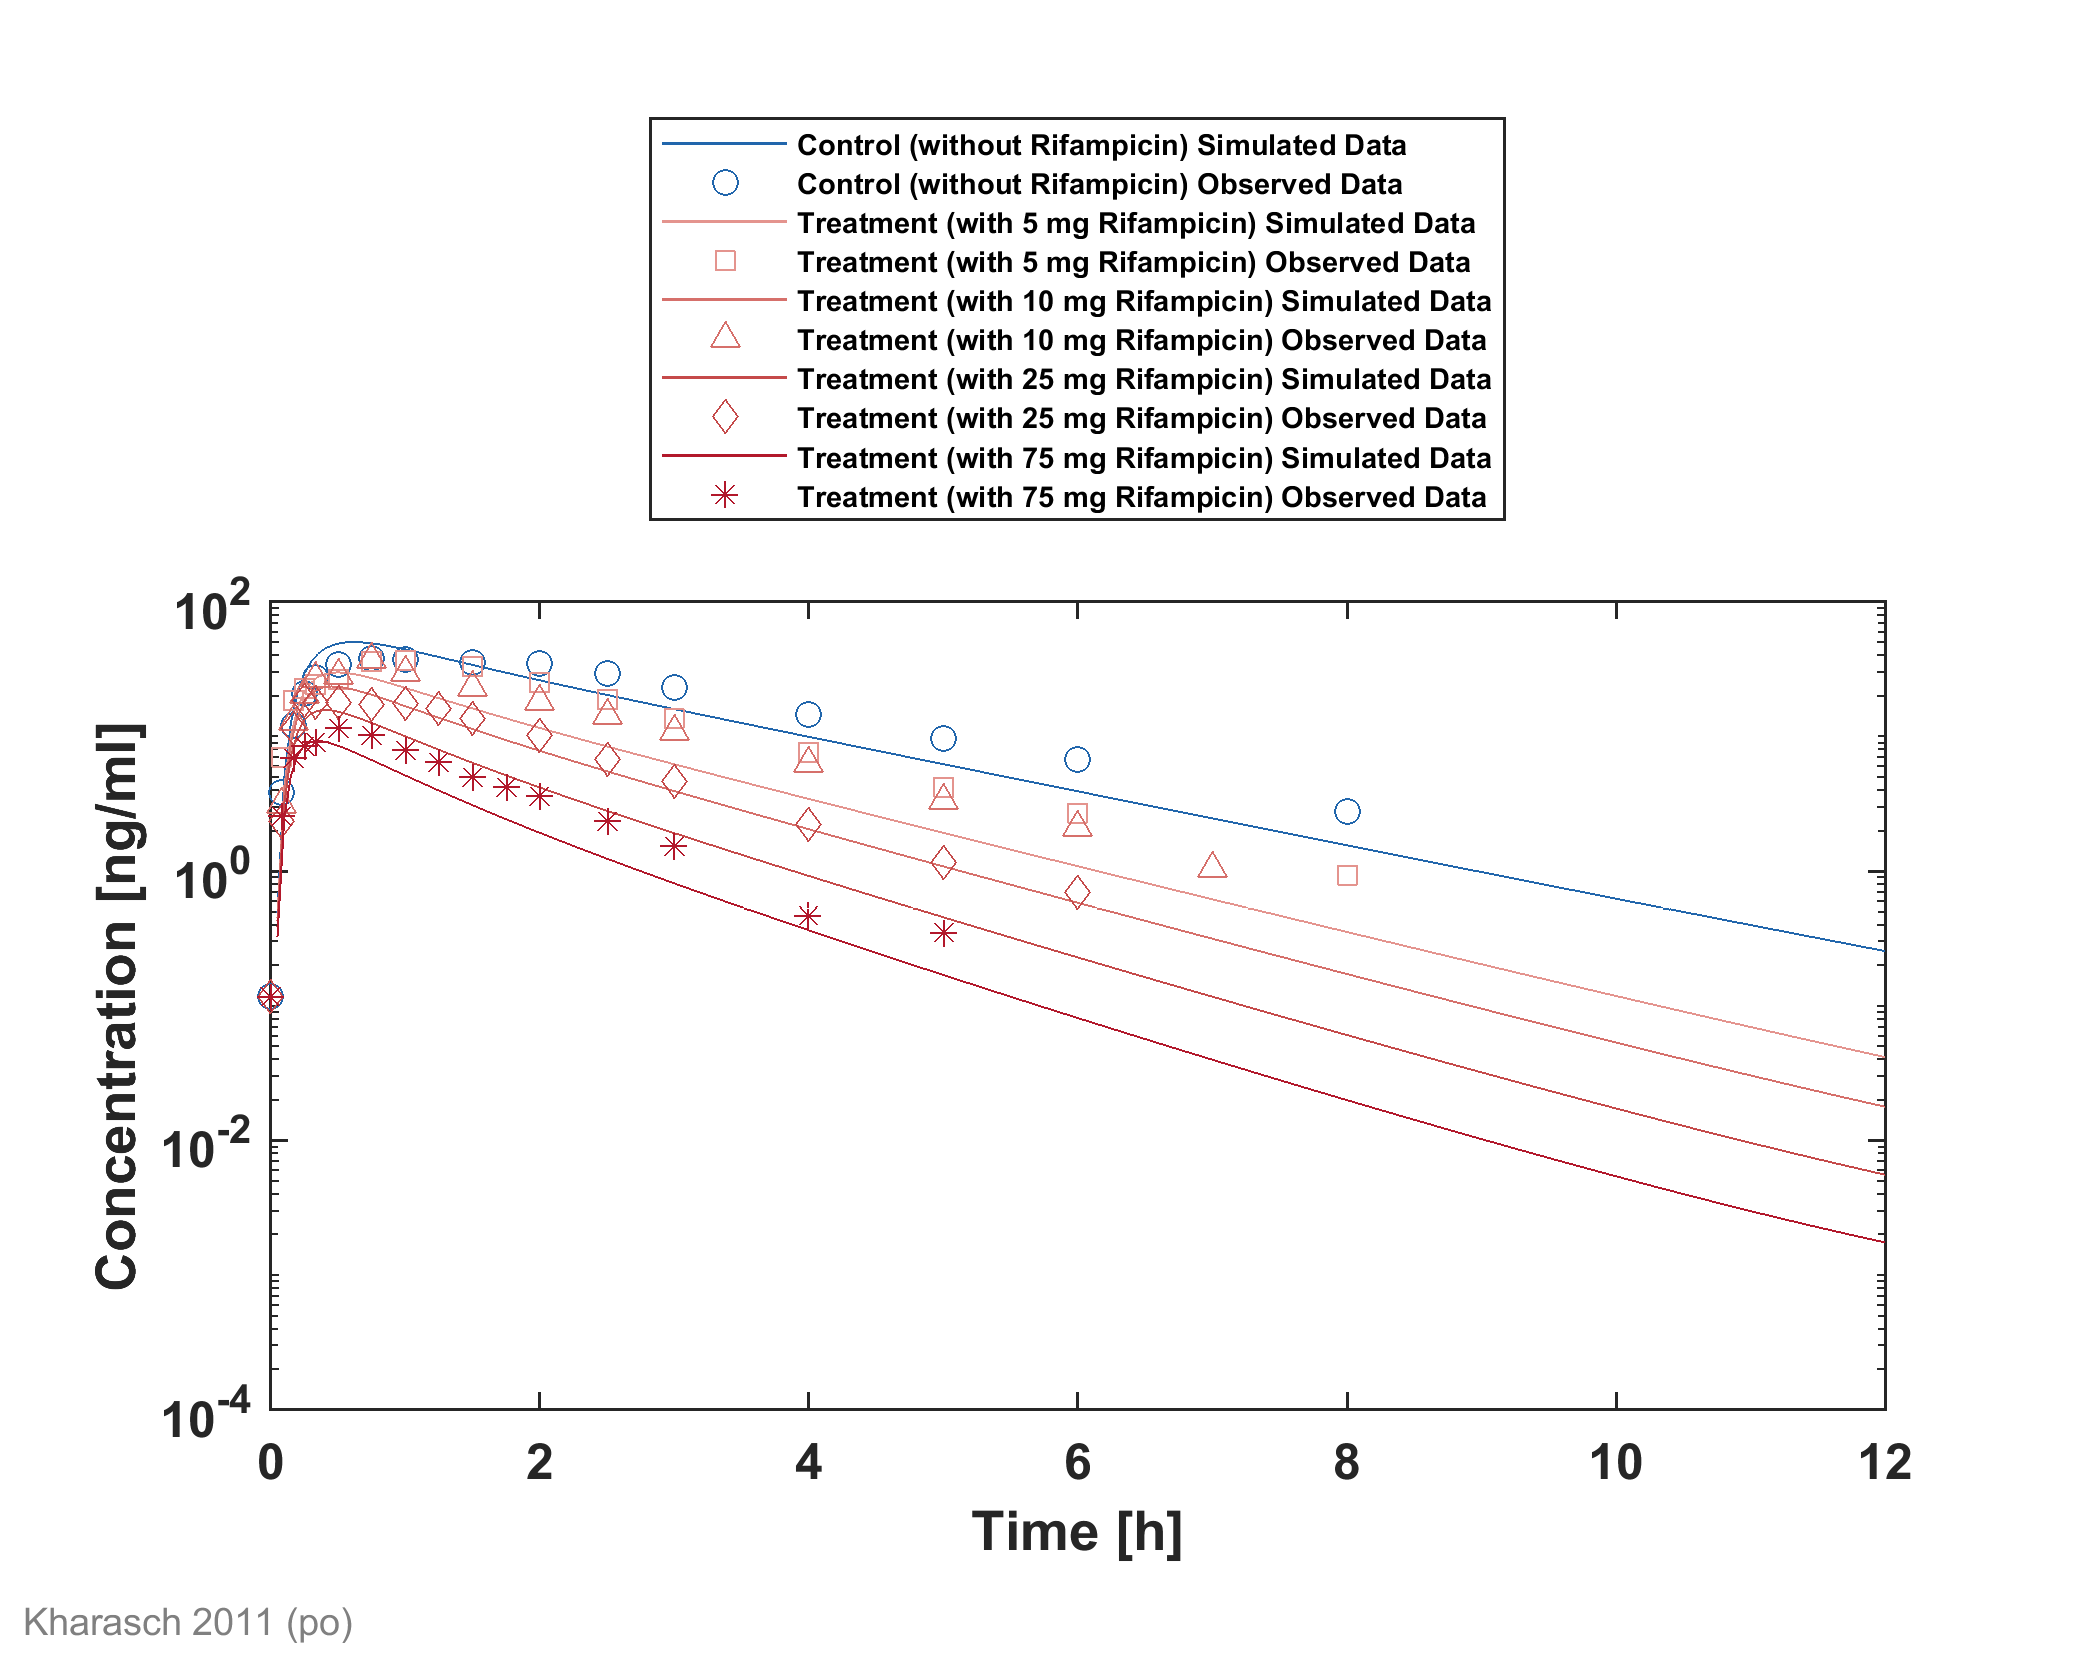 Control (without Rifampicin) Simulated Data
Control (without Rifampicin) Observed Data
Treatment (with 5 mg Rifampicin) Simulated Data
Treatment (with 5 mg Rifampicin) Observed Data
Treatment (with 10 mg Rifampicin) Simulated Data
Treatment (with 10 mg Rifampicin) Observed Data
Treatment (with 25 mg Rifampicin) Simulated Data
Treatment (with 25 mg Rifampicin) Observed Data
Treatment (with 75 mg Rifampicin) Simulated Data
Treatment (with 75 mg Rifampicin) Observed Data
10^2
10^0
10^-2
10^-4
Concentration [ng/ml]
0 2 4 6 8 10 12
Time [h]
Kharasch 2011 (po)